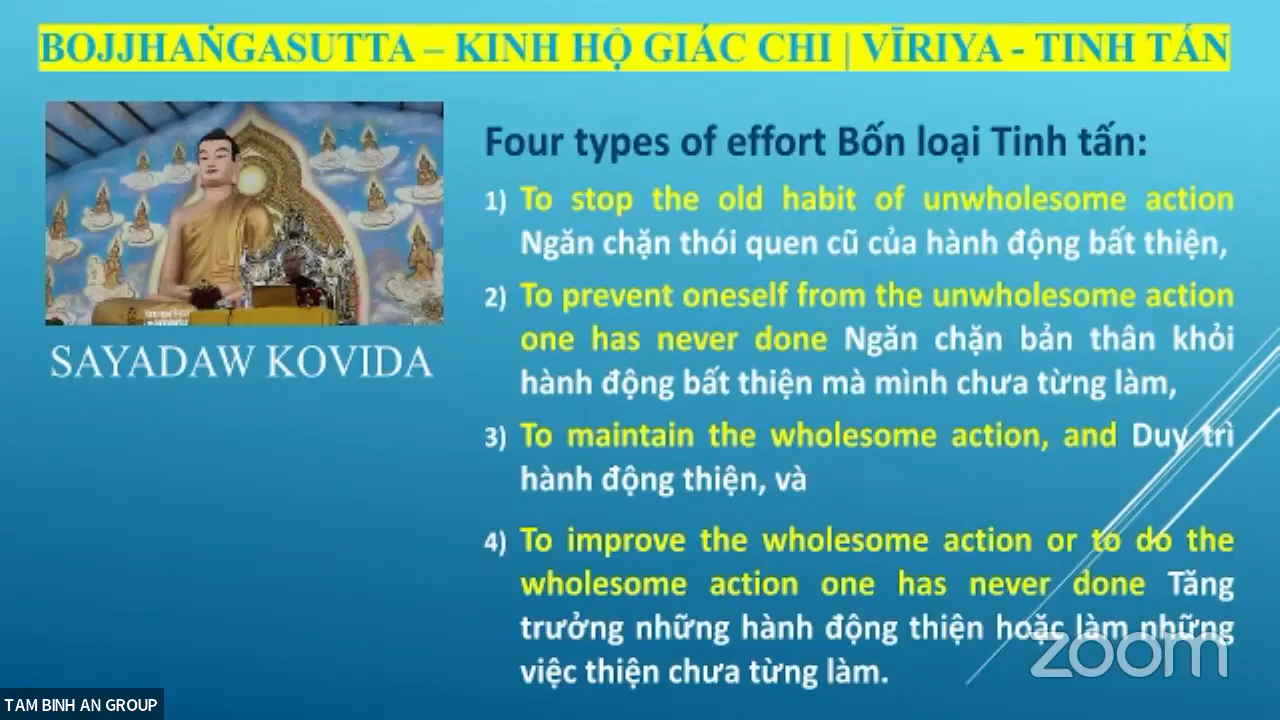 BOJJHAṄGASUTTA – KINH HỘ GIÁC CHI | VĪRIYA - TINH TẤN
SAYADAW KOVIDA
Four types of effort Bốn loại Tinh tấn:
1) To stop the old habit of unwholesome action
Ngăn chặn thói quen cũ của hành động bất thiện,
2) To prevent oneself from the unwholesome action
one has never done Ngăn chặn bản thân khỏi
hành động bất thiện mà mình chưa từng làm,
3) To maintain the wholesome action, and Duy trì
hành động thiện, và
4) To improve the wholesome action or to do the
wholesome action one has never done Tăng
trưởng những hành động thiện hoặc làm những
việc thiện chưa từng làm.
zoom
TAM BINH AN GROUP